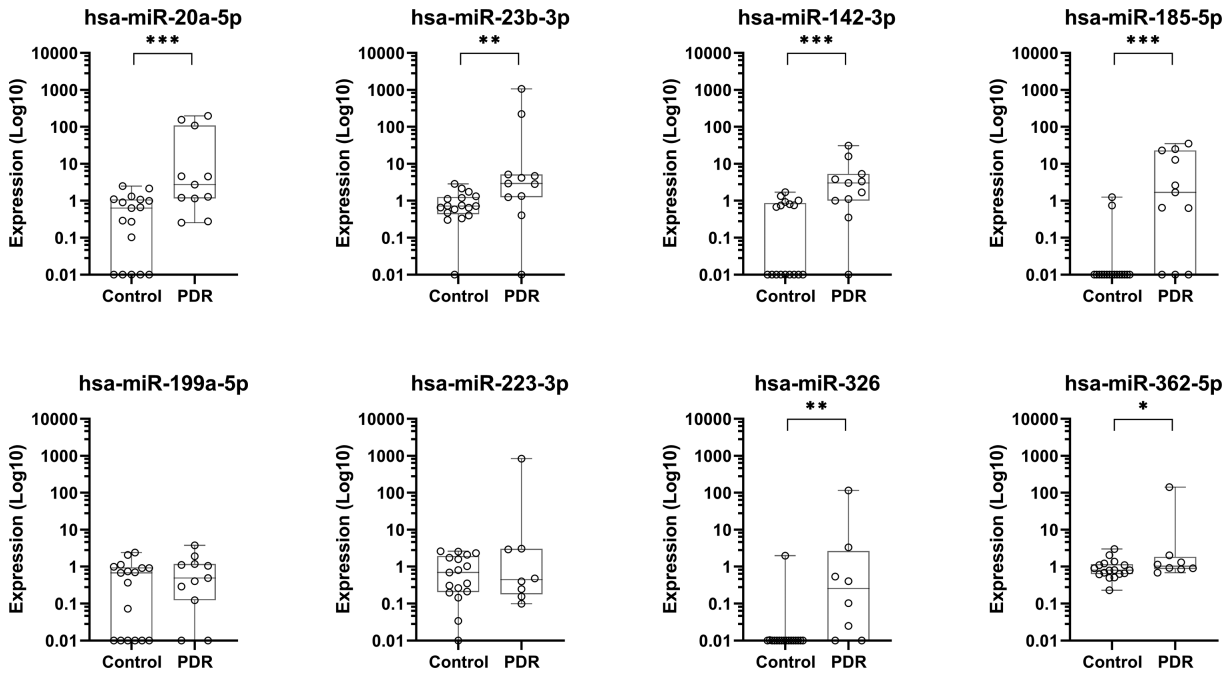 hsa-miR-20a-5p
***
Expression (Log10)
10000
1000
100
10
1
0.1
0.01
Control PDR
hsa-miR-23b-3p
**
Expression (Log10)
10000
1000
100
10
1
0.1
0.01
Control PDR
hsa-miR-142-3p
***
Expression (Log10)
10000
1000
100
10
1
0.1
0.01
Control PDR
hsa-miR-185-5p
***
Expression (Log10)
10000
1000
100
10
1
0.1
0.01
Control PDR
hsa-miR-199a-5p
Expression (Log10)
10000
1000
100
10
1
0.1
0.01
Control PDR
hsa-miR-223-3p
Expression (Log10)
10000
1000
100
10
1
0.1
0.01
Control PDR
hsa-miR-326
**
Expression (Log10)
10000
1000
100
10
1
0.1
0.01
Control PDR
hsa-miR-362-5p
*
Expression (Log10)
10000
1000
100
10
1
0.1
0.01
Control PDR